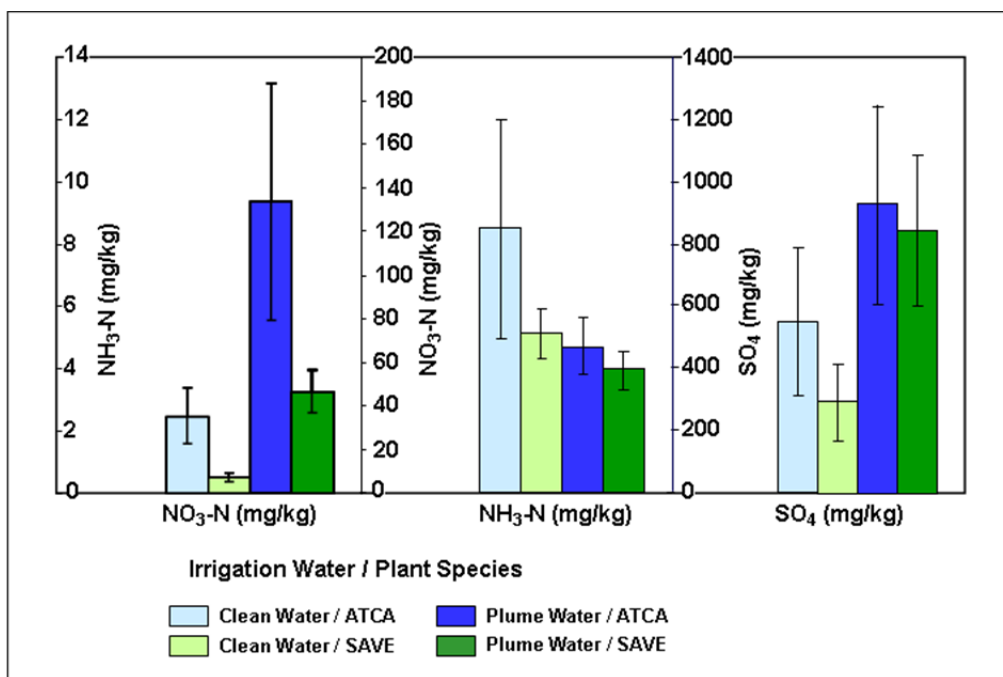 14
12
10
8
6
4
2
0
NH₃-N (mg/kg)
NO₃-N (mg/kg)
200
180
160
140
120
100
80
60
40
20
0
NO₃-N (mg/kg)
NH₃-N (mg/kg)
1400
1200
1000
800
600
400
200
0
SO₄ (mg/kg)
SO₄ (mg/kg)
Irrigation Water / Plant Species
Clean Water / ATCA
Plume Water / ATCA
Clean Water / SAVE
Plume Water / SAVE